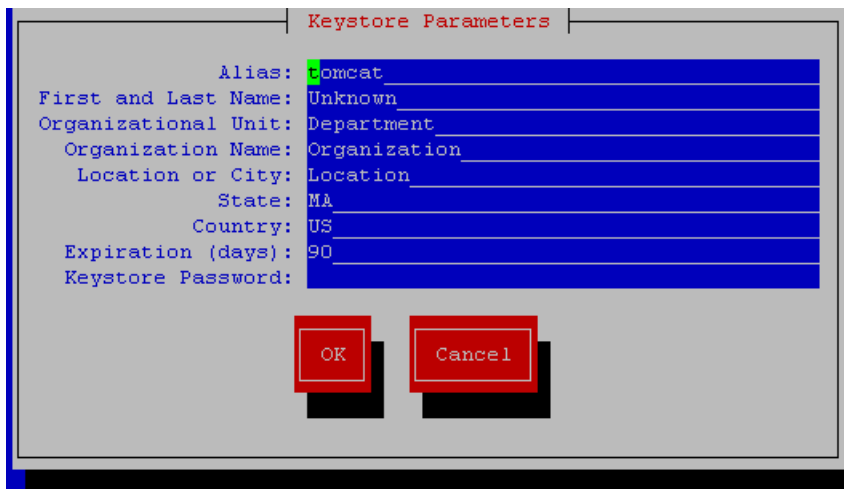 Keystore Parameters
Alias: tomcat
First and Last Name: Unknown
Organizational Unit: Department
Organization Name: Organization
Location or City: Location
State: MA
Country: US
Expiration (days): 90
Keystore Password:
OK Cancel